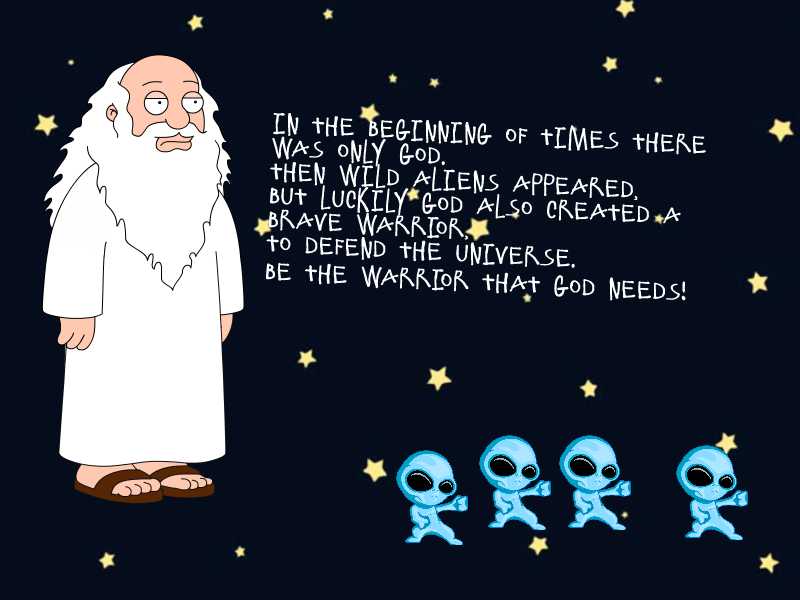 IN THE BEGINNING OF TIMES THERE
WAS ONLY GOD.
THEN WILD ALIENS APPEARED,
BUT LUCKILY GOD ALSO CREATED A
BRAVE WARRIOR,
TO DEFEND THE UNIVERSE.
BE THE WARRIOR THAT GOD NEEDS!